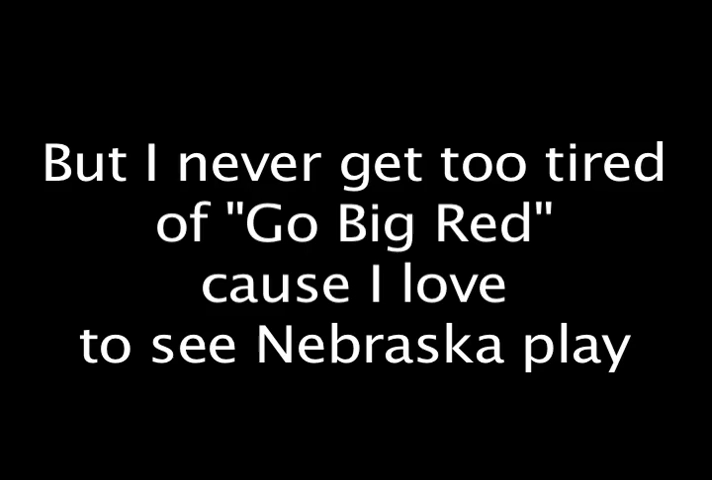 But I never get too tired
of "Go Big Red"
cause I love
to see Nebraska play